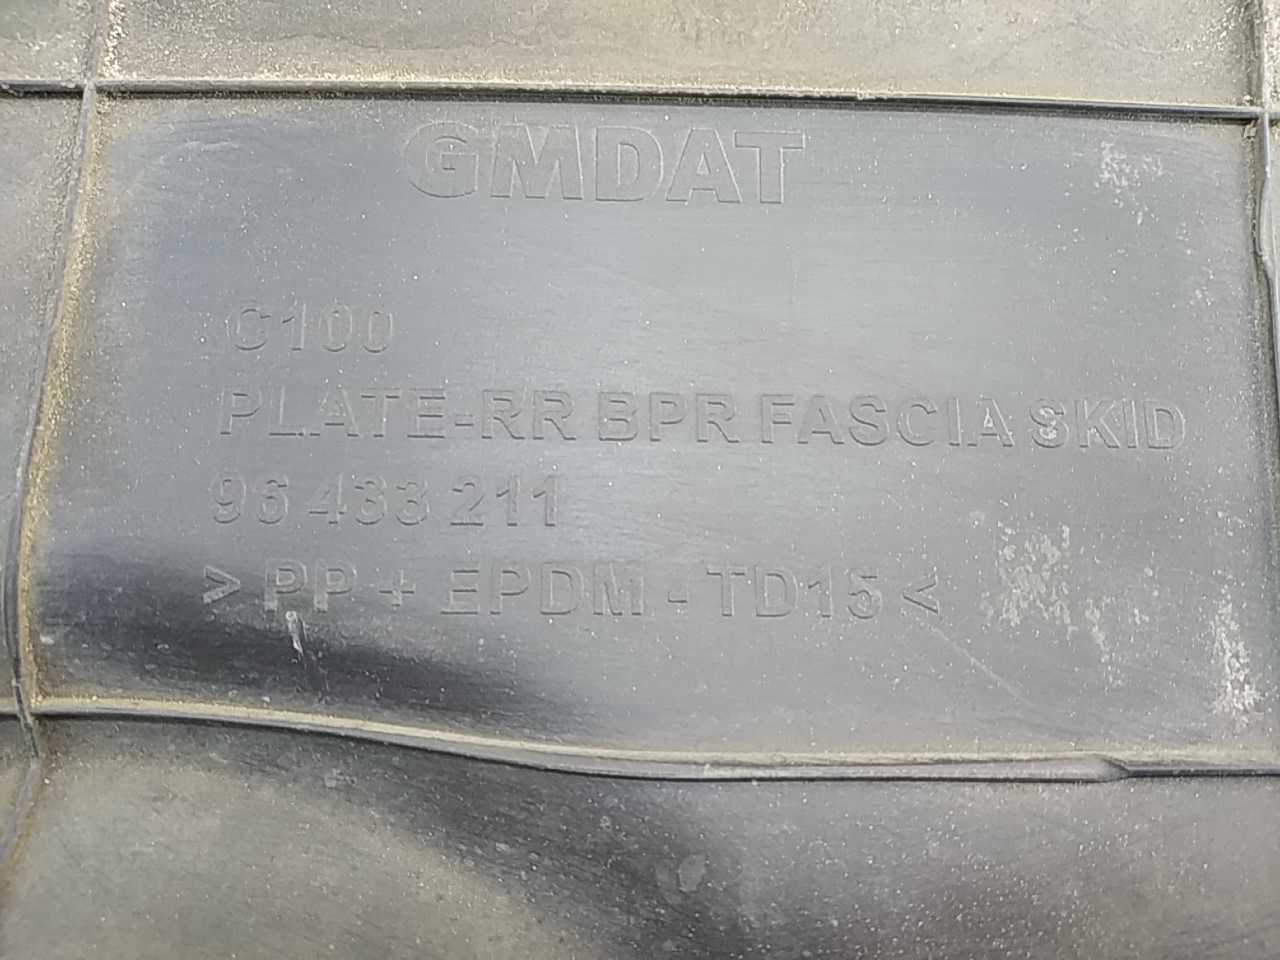 GMDAT
C100
PLATE-RR BPR FASCIA SKID
96 433 211
> PP + EPDM - TD15 <